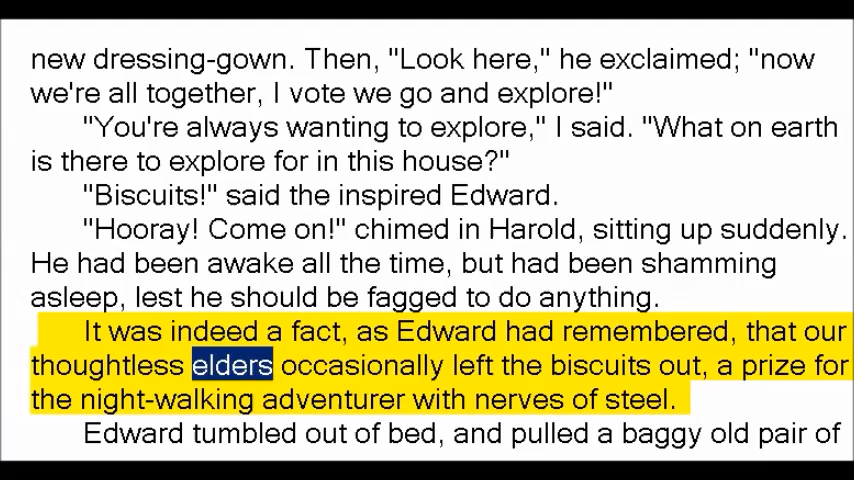 new dressing-gown. Then, "Look here," he exclaimed; "now
we're all together, I vote we go and explore!"
"You're always wanting to explore," I said. "What on earth
is there to explore for in this house?"
"Biscuits!" said the inspired Edward.
"Hooray! Come on!" chimed in Harold, sitting up suddenly.
He had been awake all the time, but had been shamming
asleep, lest he should be fagged to do anything.
It was indeed a fact, as Edward had remembered, that our
thoughtless elders occasionally left the biscuits out, a prize for
the night-walking adventurer with nerves of steel.
Edward tumbled out of bed, and pulled a baggy old pair of